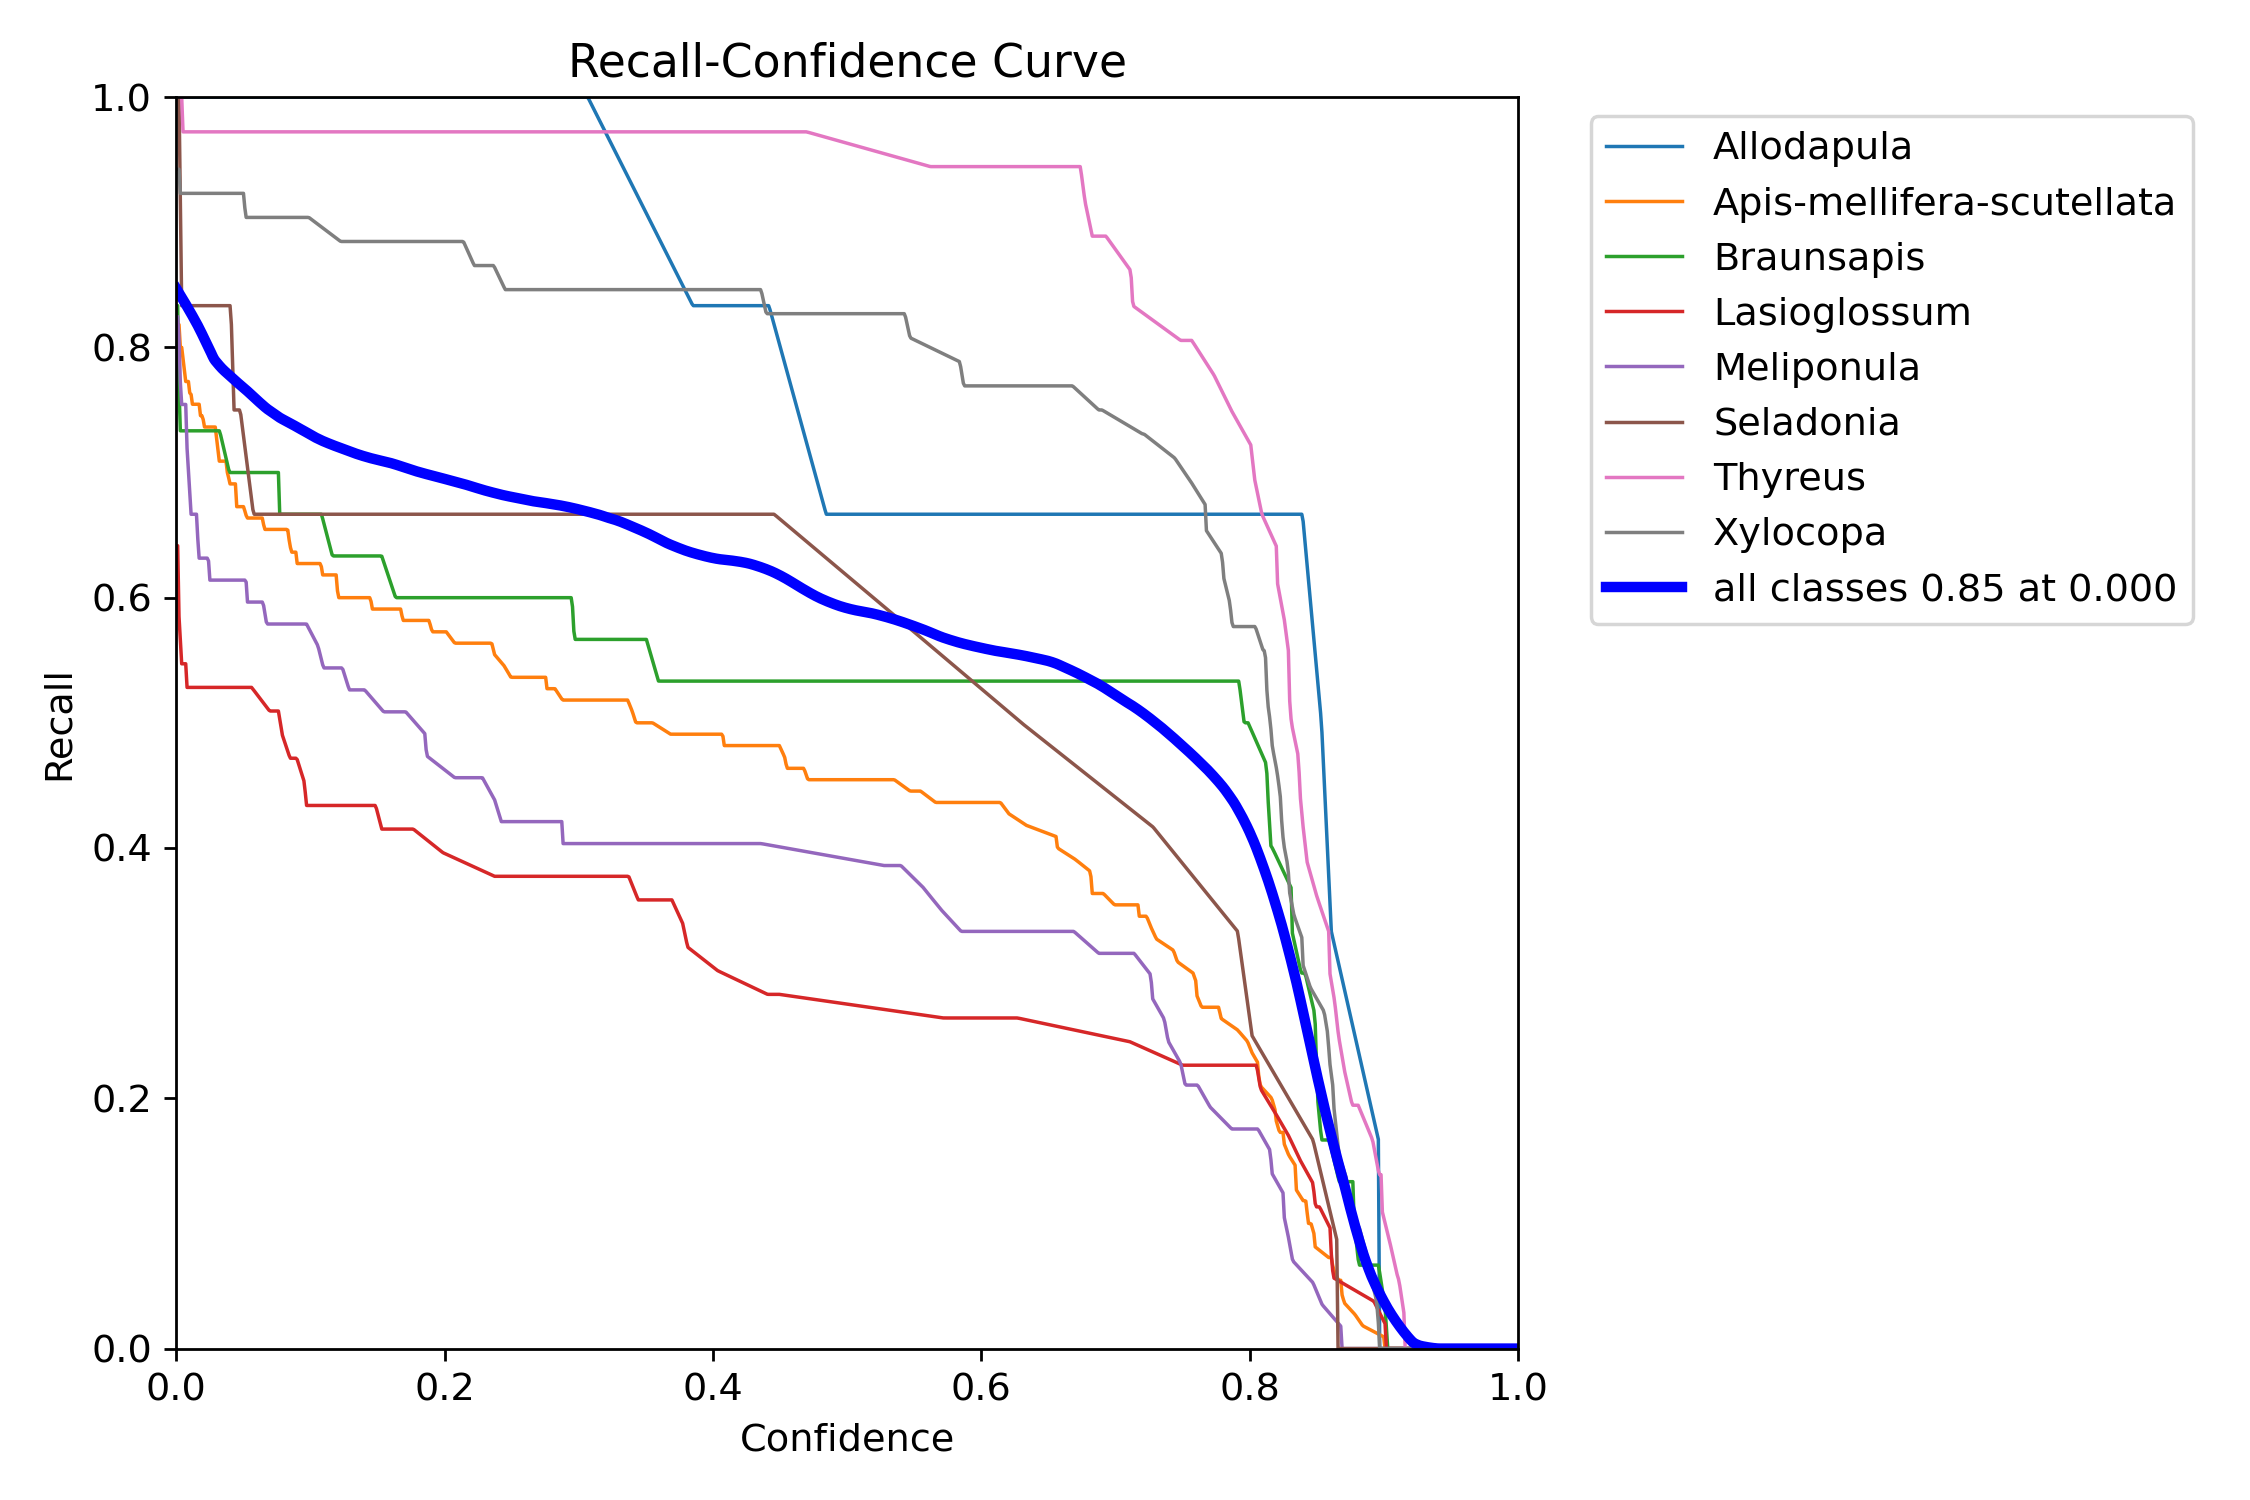 Recall-Confidence Curve
1.0
0.8
0.6
0.4
0.2
0.0
Recall
0.0 0.2 0.4 0.6 0.8 1.0
Confidence
Allodapula
Apis-mellifera-scutellata
Braunsapis
Lasioglossum
Meliponula
Seladonia
Thyreus
Xylocopa
all classes 0.85 at 0.000